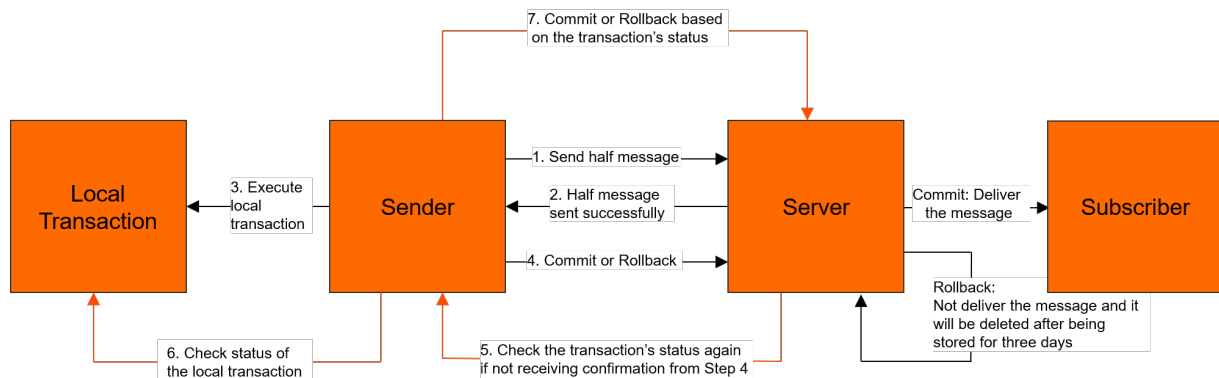 7. Commit or Rollback based
on the transaction's status
Local
Transaction
3. Execute
local
transaction
Sender
1. Send half message
2. Half message
sent successfully
4. Commit or Rollback
Server
Commit: Deliver
the message
Subscriber
Rollback:
Not deliver the message and it
will be deleted after being
stored for three days
6. Check status of
the local transaction
5. Check the transaction's status again
if not receiving confirmation from Step 4